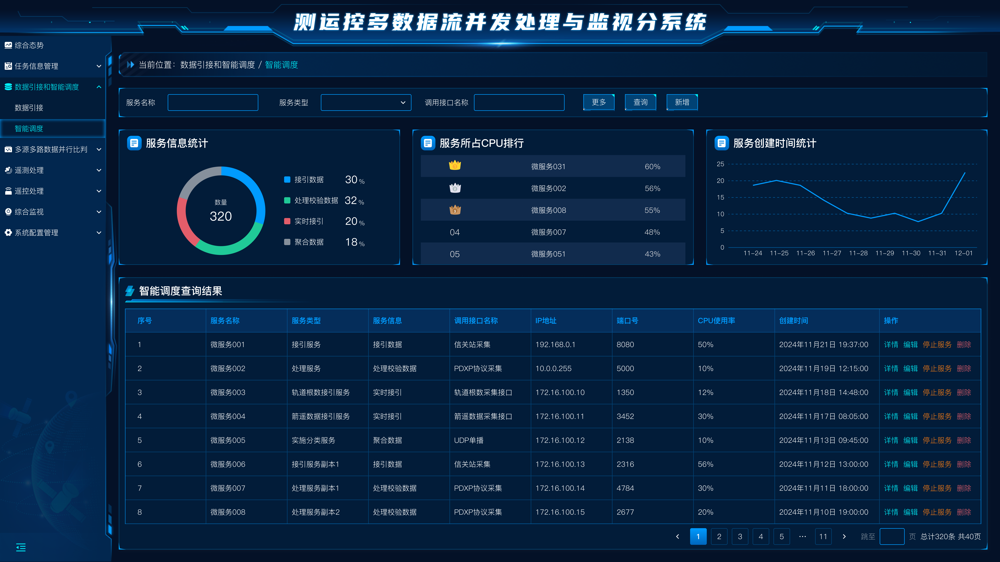 测运控多数据流并发处理与监视分系统
综合态势
任务信息管理
数据引接和智能调度
数据引接
智能调度
多源多路数据并行比判
遥测处理
遥控处理
综合监视
系统配置管理
当前位置：数据引接和智能调度 / 智能调度
服务名称 服务类型 调用接口名称 更多 查询 新增
服务信息统计
数量
320
接引数据 30 %
处理校验数据 32 %
实时接引 20 %
聚合数据 18 %
服务所占CPU排行
1 微服务031 60%
2 微服务002 56%
3 微服务008 55%
04 微服务007 48%
05 微服务051 43%
服务创建时间统计
25
20
15
10
5
0
11-24 11-25 11-26 11-27 11-28 11-29 11-30 11-31 12-01
智能调度查询结果
序号 服务名称 服务类型 服务信息 调用接口名称 IP地址 端口号 CPU使用率 创建时间 操作
1 微服务001 接引服务 接引数据 信关站采集 192.168.0.1 8080 50% 2024年11月21日 19:37:00 详情 编辑 停止服务 删除
2 微服务002 处理服务 处理校验数据 PDXP协议采集 10.0.0.255 5000 10% 2024年11月19日 12:15:00 详情 编辑 停止服务 删除
3 微服务003 轨道根数接引服务 实时接引 轨道根数采集接口 172.16.100.10 1350 12% 2024年11月18日 14:48:00 详情 编辑 停止服务 删除
4 微服务004 箭遥数据接引服务 实时接引 箭遥数据采集接口 172.16.100.11 3452 30% 2024年11月17日 08:05:00 详情 编辑 停止服务 删除
5 微服务005 实施分类服务 聚合数据 UDP单播 172.16.100.12 2138 10% 2024年11月13日 09:45:00 详情 编辑 停止服务 删除
6 微服务006 接引服务副本1 接引数据 信关站采集 172.16.100.13 2316 56% 2024年11月12日 13:00:00 详情 编辑 停止服务 删除
7 微服务007 处理服务副本1 处理校验数据 PDXP协议采集 172.16.100.14 4784 30% 2024年11月11日 18:00:00 详情 编辑 停止服务 删除
8 微服务008 处理服务副本2 处理校验数据 PDXP协议采集 172.16.100.15 2677 20% 2024年11月10日 19:00:00 详情 编辑 停止服务 删除
1 2 3 4 5 ··· 11 跳至 页 总计320条 共40页